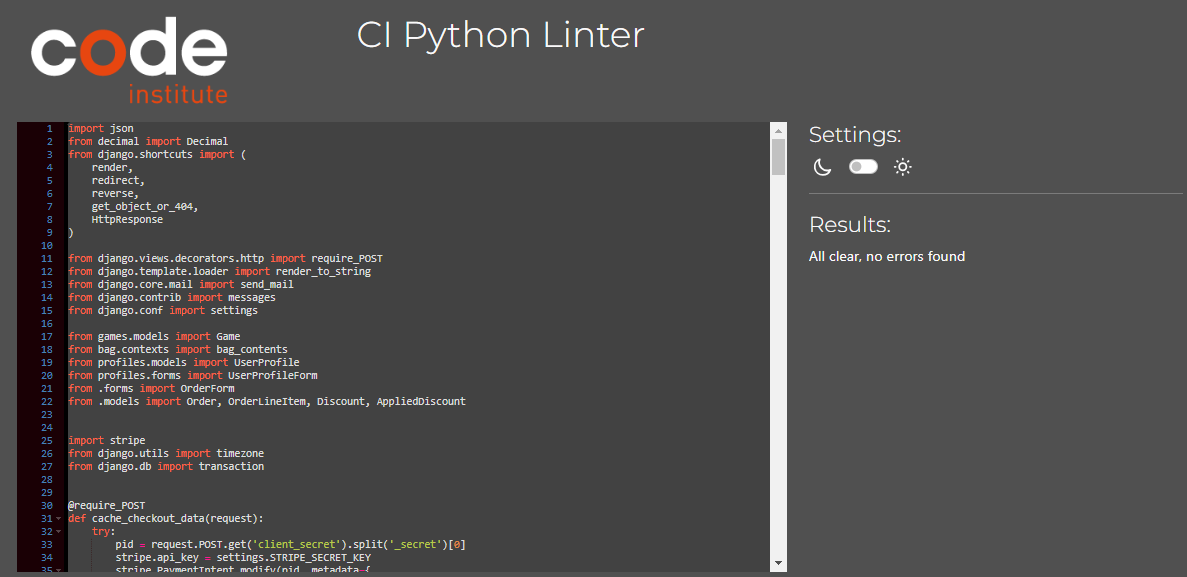 code
institute
CI Python Linter
1 import json
2 from decimal import Decimal
3 from django.shortcuts import (
4     render,
5     redirect,
6     reverse,
7     get_object_or_404,
8     HttpResponse
9 )
10
11 from django.views.decorators.http import require_POST
12 from django.template.loader import render_to_string
13 from django.core.mail import send_mail
14 from django.contrib import messages
15 from django.conf import settings
16
17 from games.models import Game
18 from bag.contexts import bag_contents
19 from profiles.models import UserProfile
20 from profiles.forms import UserProfileForm
21 from .forms import OrderForm
22 from .models import Order, OrderLineItem, Discount, AppliedDiscount
23
24
25 import stripe
26 from django.utils import timezone
27 from django.db import transaction
28
29
30 @require_POST
31 def cache_checkout_data(request):
32     try:
33         pid = request.POST.get('client_secret').split('_secret')[0]
34         stripe.api_key = settings.STRIPE_SECRET_KEY
35         stripe.PaymentIntent.modify(pid, metadata={
Settings:
Results:
All clear, no errors found